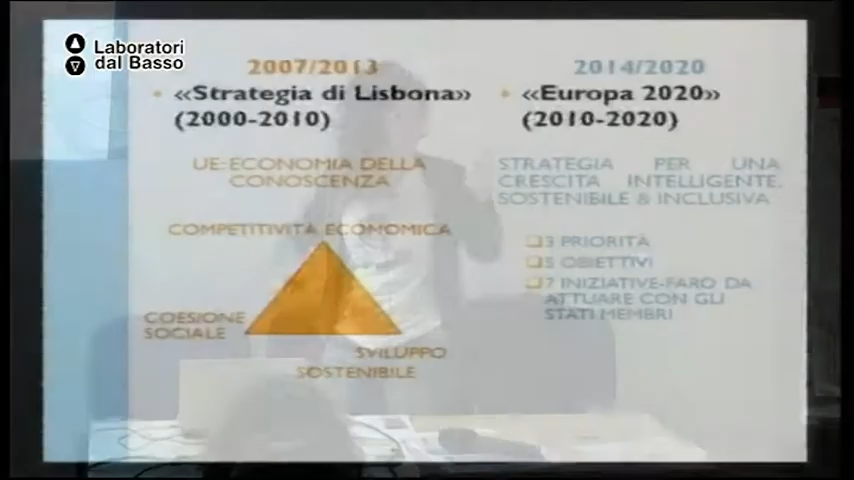 Laboratori
dal Basso
2007/2013
«Strategia di Lisbona»
(2000-2010)
UE: ECONOMIA DELLA
CONOSCENZA
COMPETITIVITÀ ECONOMICA
COESIONE
SOCIALE
SVILUPPO
SOSTENIBILE
2014/2020
«Europa 2020»
(2010-2020)
STRATEGIA PER UNA
CRESCITA INTELLIGENTE,
SOSTENIBILE & INCLUSIVA
3 PRIORITÀ
5 OBIETTIVI
7 INIZIATIVE-FARO DA
ATTUARE CON GLI
STATI MEMBRI